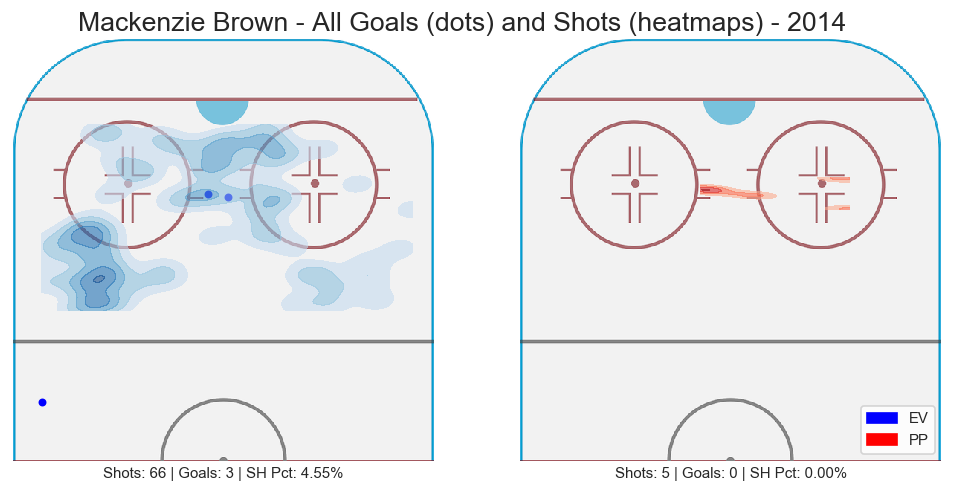 Mackenzie Brown - All Goals (dots) and Shots (heatmaps) - 2014
EV
PP
Shots: 66 | Goals: 3 | SH Pct: 4.55%
Shots: 5 | Goals: 0 | SH Pct: 0.00%